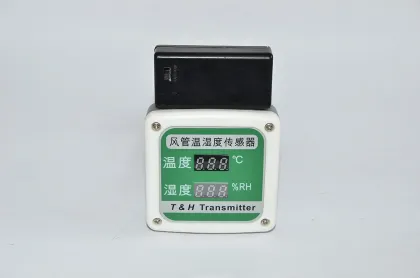 风管温湿度传感器
温度 888 ℃
湿度 888 %RH
T & H Transmitter